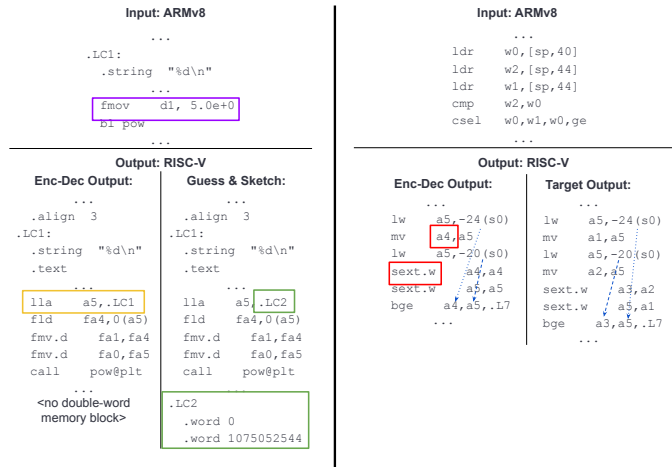 Input: ARMv8
...
.LC1:
.string "%d\n"
...
fmov d1, 5.0e+0
bl pow
...
Output: RISC-V
Enc-Dec Output:
...
.align 3
.LC1:
.string "%d\n"
.text
...
lla a5,.LC1
fld fa4,0(a5)
fmv.d fa1,fa4
fmv.d fa0,fa5
call pow@plt
...
<no double-word
memory block>
Guess & Sketch:
...
.align 3
.LC1:
.string "%d\n"
.text
...
lla a5,.LC2
fld fa4,0(a5)
fmv.d fa1,fa4
fmv.d fa0,fa5
call pow@plt
...
.LC2
.word 0
.word 1075052544
Input: ARMv8
...
ldr w0,[sp,40]
ldr w2,[sp,44]
ldr w1,[sp,44]
cmp w2,w0
csel w0,w1,w0,ge
...
Output: RISC-V
Enc-Dec Output:
...
lw a5,-24(s0)
mv a4,a5
lw a5,-20(s0)
sext.w a4,a4
sext.w a5,a5
bge a4,a5,.L7
...
Target Output:
...
lw a5,-24(s0)
mv a1,a5
lw a5,-20(s0)
mv a2,a5
sext.w a3,a2
sext.w a5,a1
bge a3,a5,.L8
...